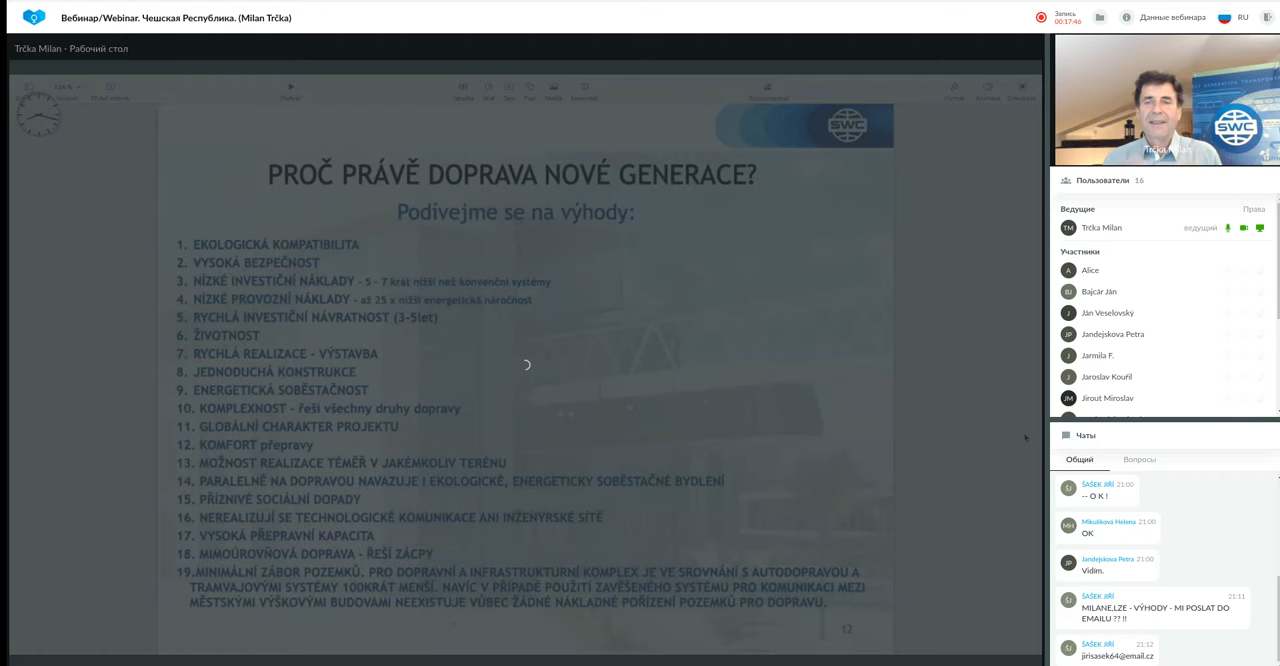 Вебинар/Webinar. Чешская Республика. (Milan Trčka)
Запись
00:17:46
Данные вебинара
RU
Trčka Milan - Рабочий стол
SWC
PROČ PRÁVĚ DOPRAVA NOVÉ GENERACE?
Podívejme se na výhody:
1. EKOLOGICKÁ KOMPATIBILITA
2. VYSOKÁ BEZPEČNOST
3. NÍZKÉ INVESTIČNÍ NÁKLADY - 5 - 7 krát nižší než konvenční systémy
4. NÍZKÉ PROVOZNÍ NÁKLADY - až 25 x nižší energetická náročnost
5. RYCHLÁ INVESTIČNÍ NÁVRATNOST (3-5let)
6. ŽIVOTNOST
7. RYCHLÁ REALIZACE - VÝSTAVBA
8. JEDNODUCHÁ KONSTRUKCE
9. ENERGETICKÁ SOBĚSTAČNOST
10. KOMPLEXNOST - řeší všechny druhy dopravy
11. GLOBÁLNÍ CHARAKTER PROJEKTU
12. KOMFORT přepravy
13. MOŽNOST REALIZACE TÉMĚŘ V JAKÉMKOLIV TERÉNU
14. PARALELNĚ NA DOPRAVOU NAVAZUJE I EKOLOGICKÉ, ENERGETICKY SOBĚSTAČNÉ BYDLENÍ
15. PŘÍZNIVÉ SOCIÁLNÍ DOPADY
16. NEREALIZUJÍ SE TECHNOLOGICKÉ KOMUNIKACE ANI INŽENÝRSKÉ SÍTĚ
17. VYSOKÁ PŘEPRAVNÍ KAPACITA
18. MIMOÚROVŇOVÁ DOPRAVA - ŘEŠÍ ZÁCPY
19.MINIMÁLNÍ ZÁBOR POZEMKŮ. PRO DOPRAVNÍ A INFRASTRUKTURNÍ KOMPLEX JE VE SROVNÁNÍ S AUTODOPRAVOU A
TRAMVAJOVÝMI SYSTÉMY 100KRÁT MENŠÍ. NAVÍC V PŘÍPADĚ POUŽITÍ ZAVĚŠENÉHO SYSTÉMU PRO KOMUNIKACI MEZI
MĚSTSKÝMI VÝŠKOVÝMI BUDOVAMI NEEXISTUJE VŮBEC ŽÁDNÉ NÁKLADNÉ POŘÍZENÍ POZEMKŮ PRO DOPRAVU.
12
SWC
Trčka Milan
Пользователи 16
Ведущие Права
TM Trčka Milan ведущий
Участники
A Alice
BJ Bajcár Ján
J Ján Veselovský
JP Jandejskova Petra
J Jarmila F.
J Jaroslav Kouřil
JM Jirout Miroslav
Чаты
Общий Вопросы
ŠJ ŠAŠEK JIŘÍ 21:00
-- O K !
MH Mikulíková Helena 21:00
OK
JP Jandejskova Petra 21:00
Vidím.
ŠJ ŠAŠEK JIŘÍ 21:11
MILANE,LZE - VÝHODY - MI POSLAT DO
EMAILU ?? !!
ŠJ ŠAŠEK JIŘÍ 21:12
jirisasek64@email.cz